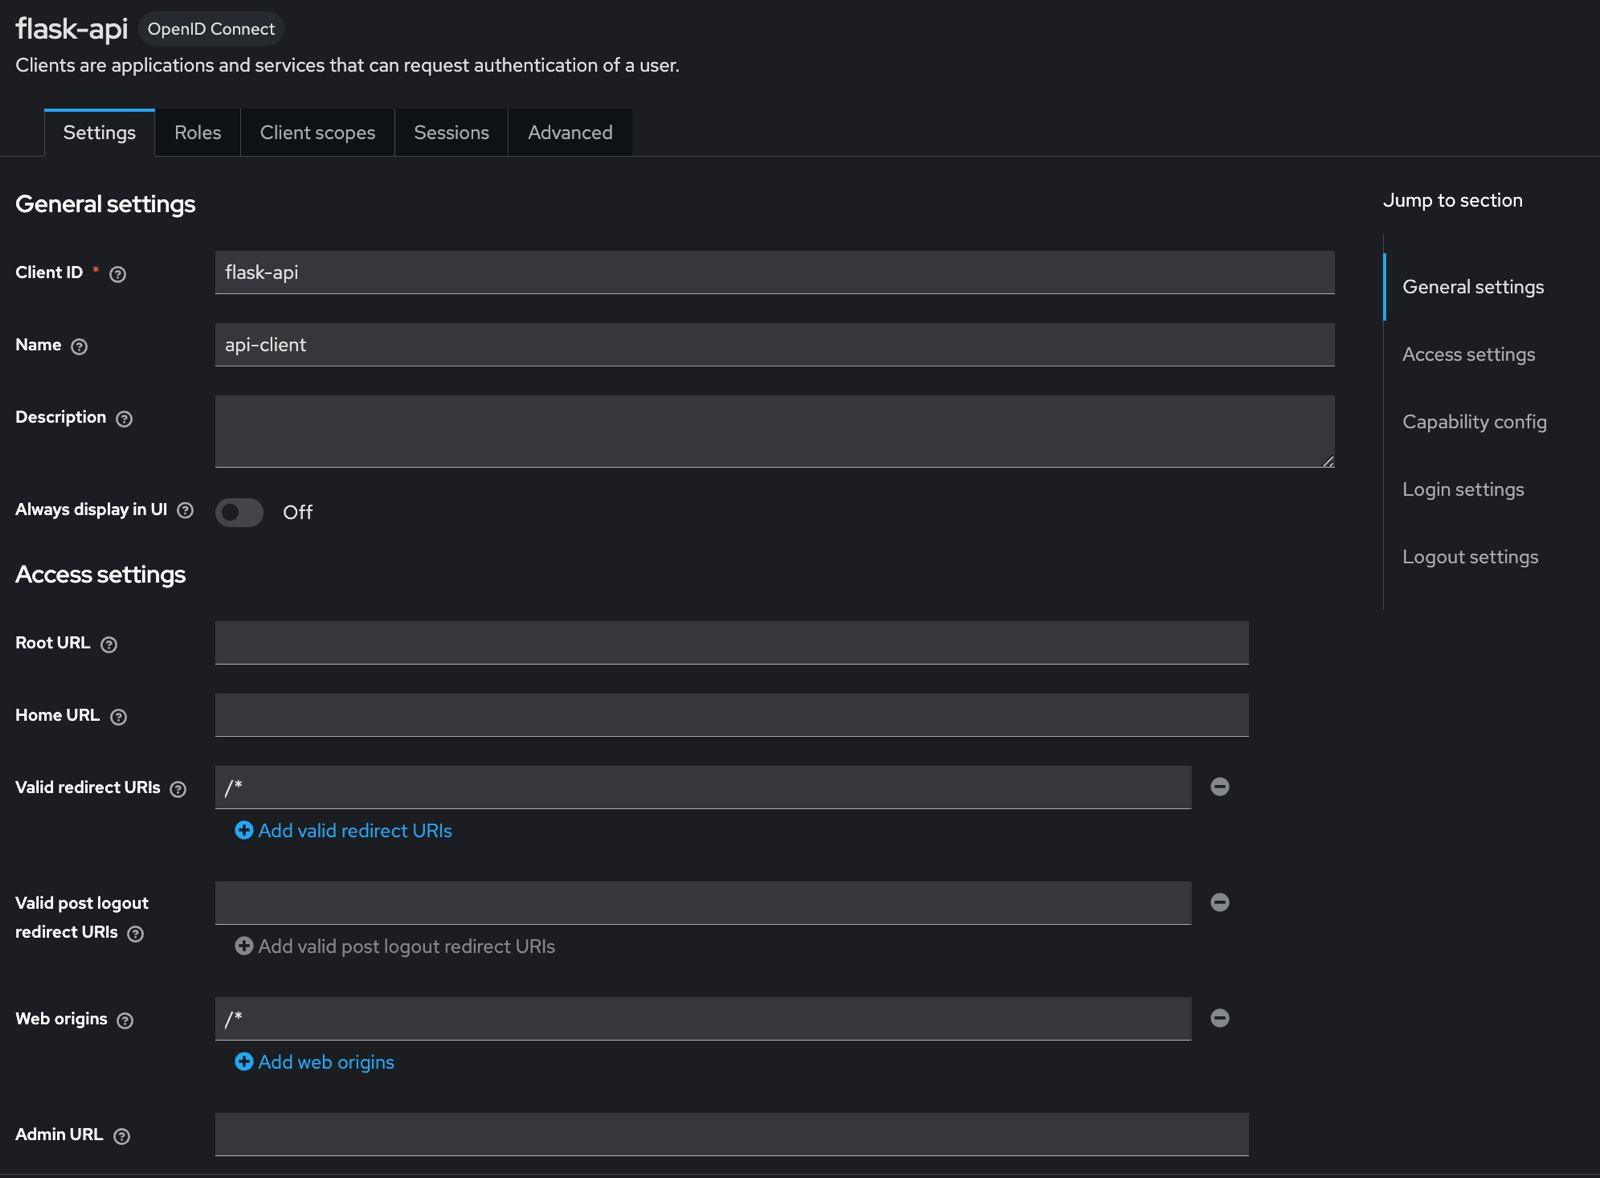 flask-api OpenID Connect
Clients are applications and services that can request authentication of a user.
Settings Roles Client scopes Sessions Advanced
General settings
Client ID * flask-api
Name api-client
Description
Always display in UI Off
Access settings
Root URL
Home URL
Valid redirect URIs /*
Add valid redirect URIs
Valid post logout
redirect URIs
Add valid post logout redirect URIs
Web origins /*
Add web origins
Admin URL
Jump to section
General settings
Access settings
Capability config
Login settings
Logout settings